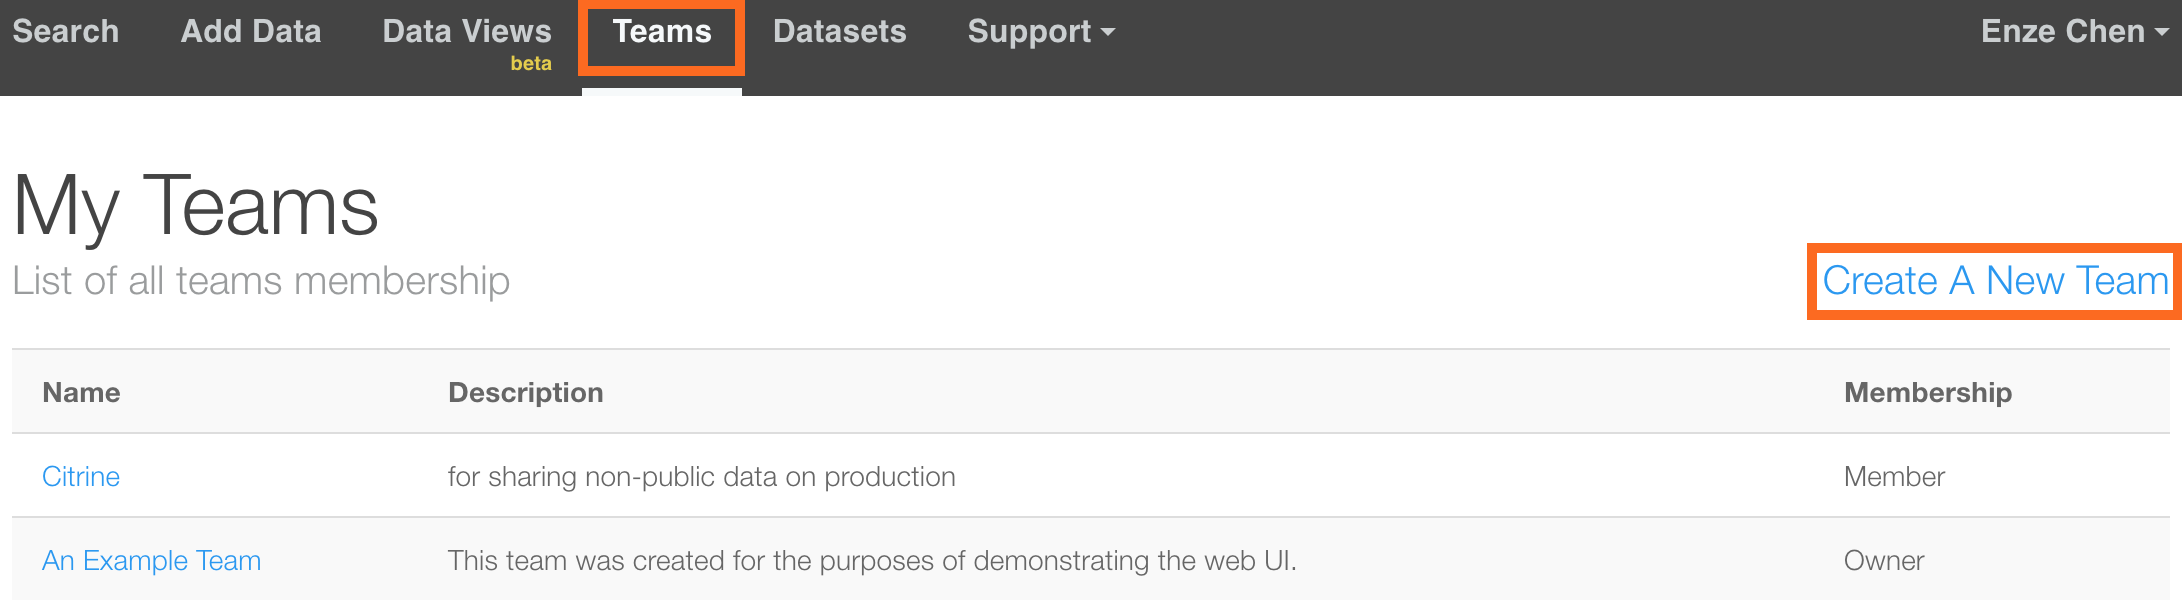 Search Add Data Data Views Teams Datasets Support Enze Chen
beta
My Teams
List of all teams membership
Create A New Team
Name Description Membership
Citrine for sharing non-public data on production Member
An Example Team This team was created for the purposes of demonstrating the web UI. Owner